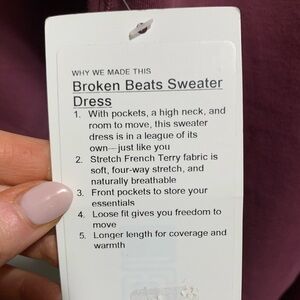 WHY WE MADE THIS
Broken Beats Sweater
Dress
1. With pockets, a high neck, and
room to move, this sweater
dress is in a league of its
own—just like you
2. Stretch French Terry fabric is
soft, four-way stretch, and
naturally breathable
3. Front pockets to store your
essentials
4. Loose fit gives you freedom to
move
5. Longer length for coverage and
warmth